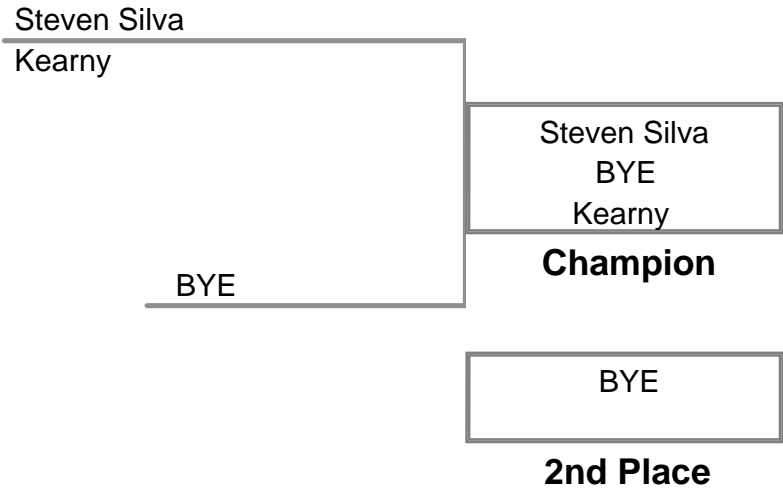 Steven Silva
Kearny
Steven Silva
BYE
Kearny
Champion
BYE
BYE
2nd Place